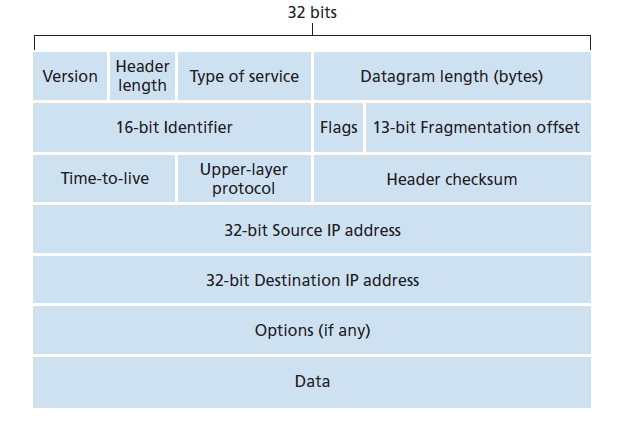 32 bits
Version
Header
length
Type of service
Datagram length (bytes)
16-bit Identifier
Flags
13-bit Fragmentation offset
Time-to-live
Upper-layer
protocol
Header checksum
32-bit Source IP address
32-bit Destination IP address
Options (if any)
Data